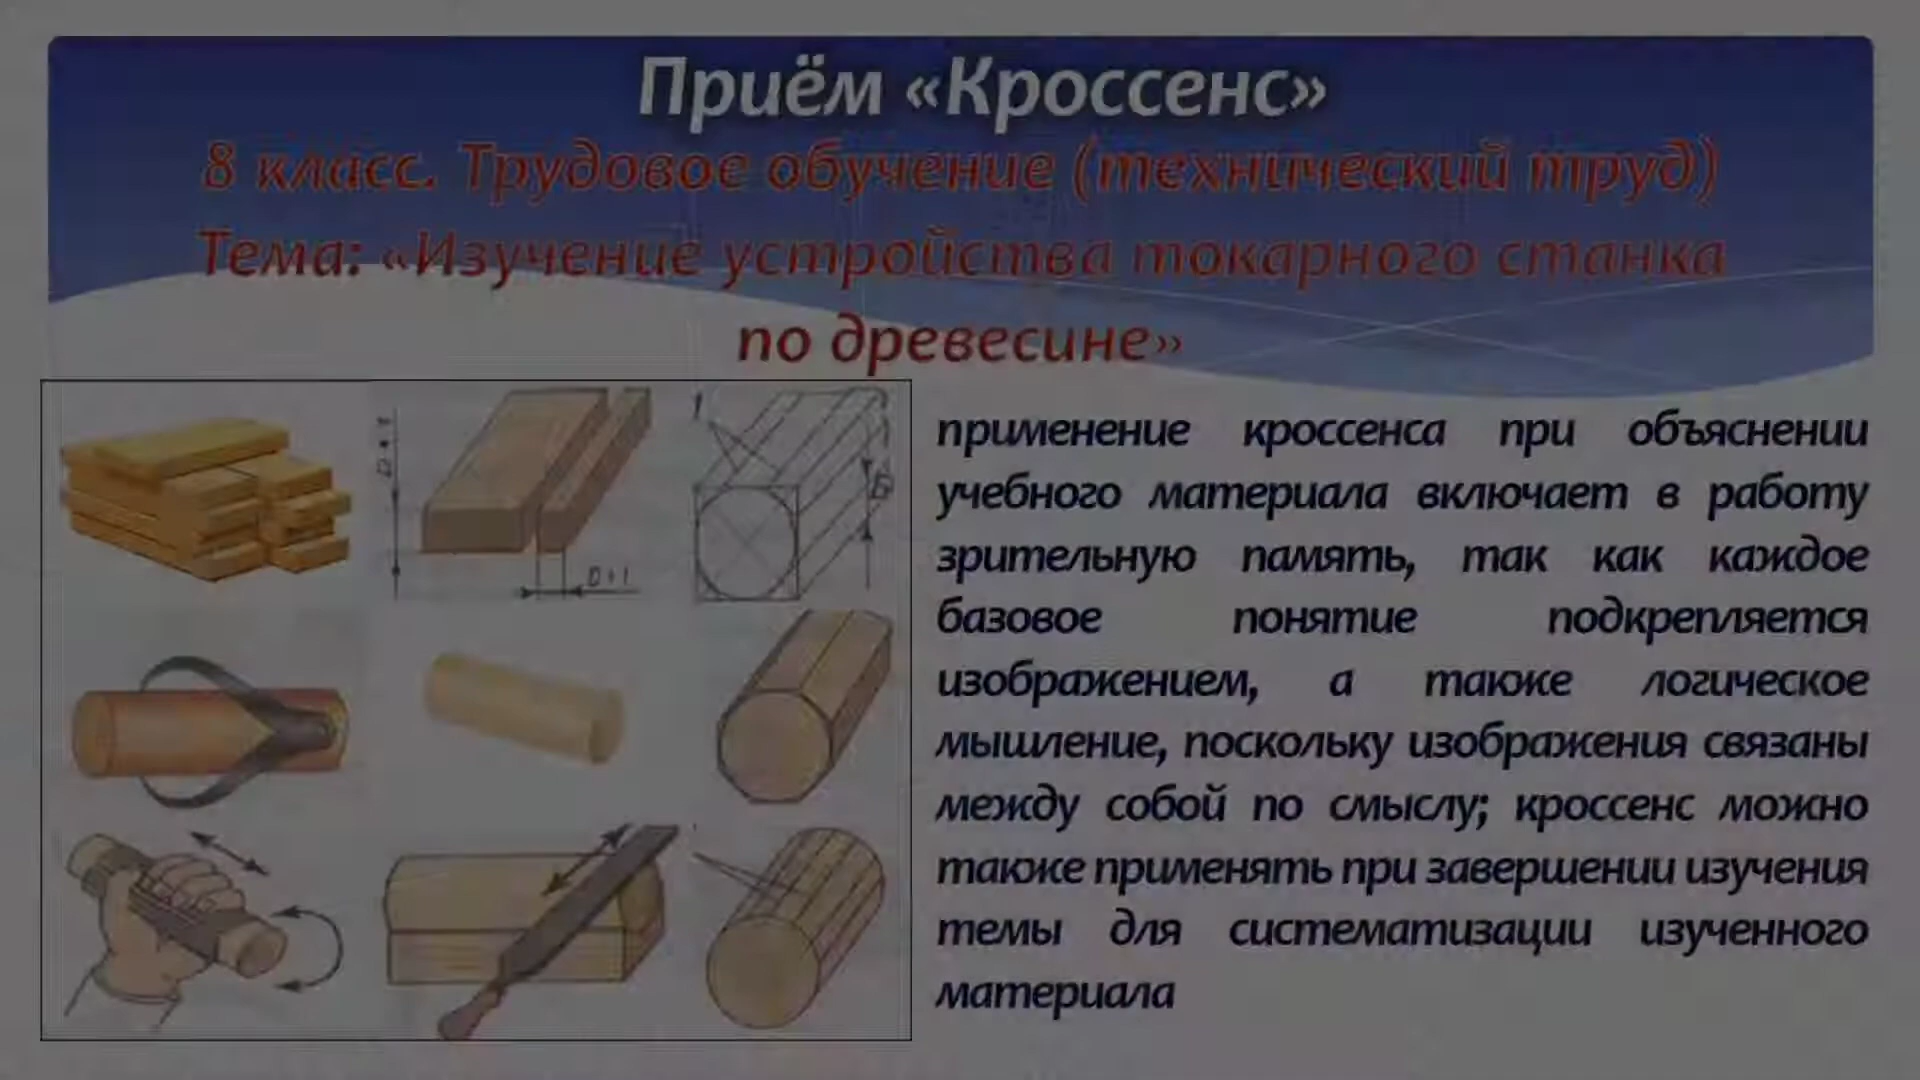 Приём «Кроссенс»
8 класс. Трудовое обучение (технический труд)
Тема: «Изучение устройства токарного станка
по древесине»
применение кроссенса при объяснении
учебного материала включает в работу
зрительную память, так как каждое
базовое понятие подкрепляется
изображением, а также логическое
мышление, поскольку изображения связаны
между собой по смыслу; кроссенс можно
также применять при завершении изучения
темы для систематизации изученного
материала
1
D+1